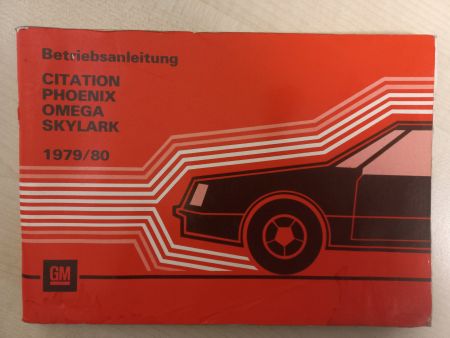 Betriebsanleitung
CITATION
PHOENIX
OMEGA
SKYLARK
1979/80
GM